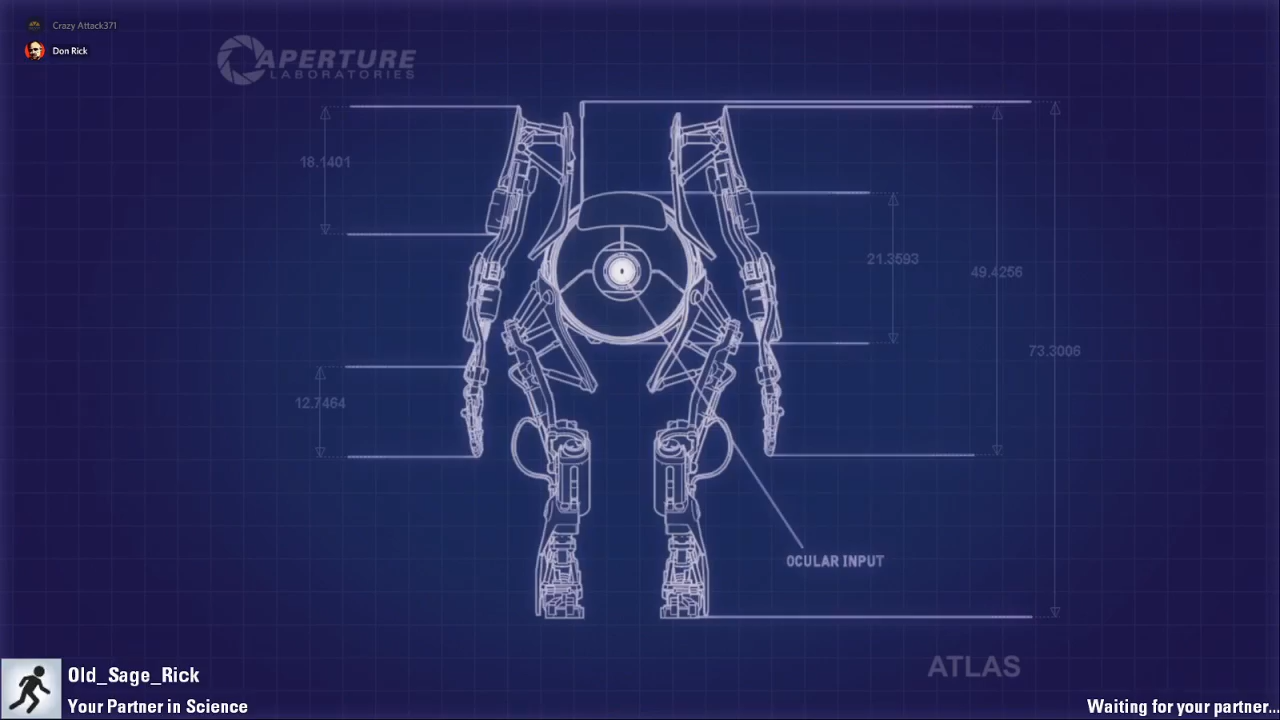 Crazy Attack371
Don Rick
APERTURE
LABORATORIES
18.1401
21.3593
49.4256
73.3006
12.7464
OCULAR INPUT
ATLAS
Old_Sage_Rick
Your Partner in Science
Waiting for your partner...